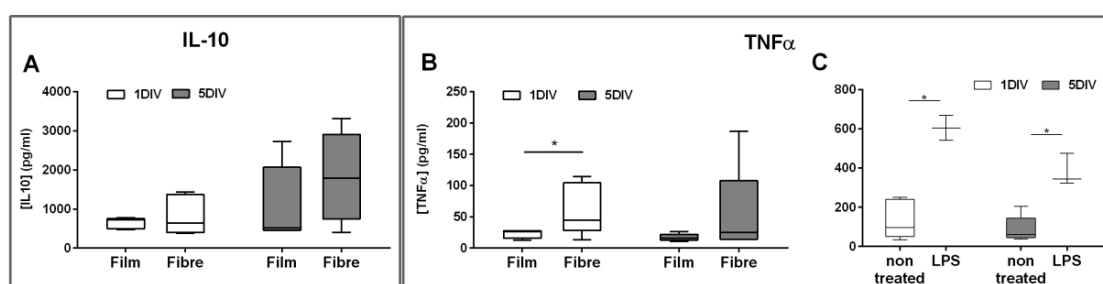 IL-10
A
1DIV 5DIV
[IL-10] (pg/ml)
4000
3000
2000
1000
0
Film Fibre Film Fibre
TNFα
B
1DIV 5DIV
[TNFα] (pg/ml)
250
200
150
100
50
0
*
Film Fibre Film Fibre
C
1DIV 5DIV
800
600
400
200
0
*
*
non LPS non LPS
treated treated